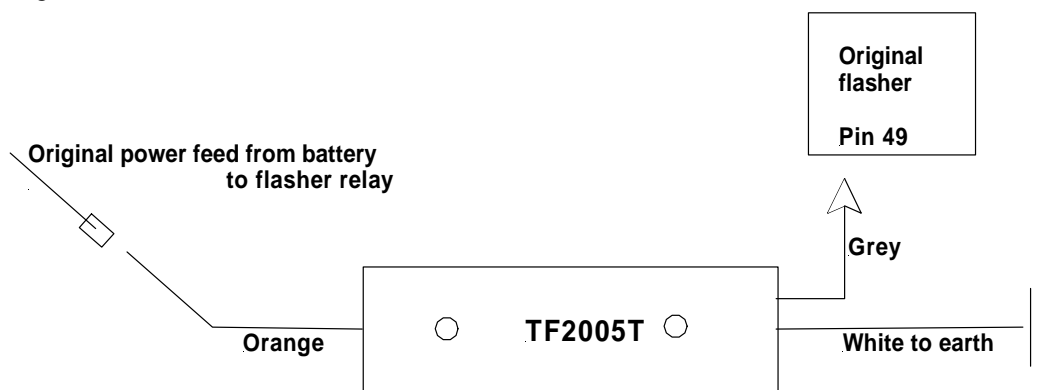 Original
flasher
Pin 49
Original power feed from battery
to flasher relay
Grey
TF2005T
Orange
White to earth